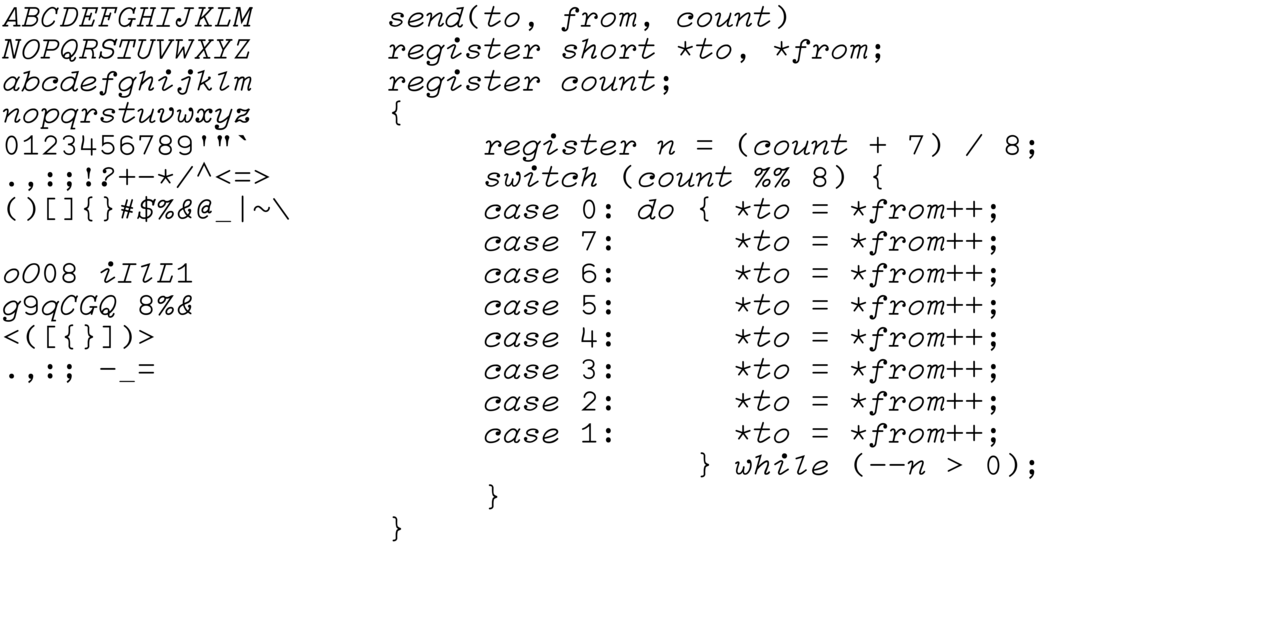 ABCDEFGHIJKLM
NOPQRSTUVWXYZ
abcdefghijklm
nopqrstuvwxyz
0123456789'"`
.,:;!?+-*/^<=>
()[]{}#$%&@_|~\
oO08 iIlL1
g9qCGQ 8%&
<([{}])>
.,:; -_=
send(to, from, count)
register short *to, *from;
register count;
{
     register n = (count + 7) / 8;
     switch (count %% 8) {
     case 0: do { *to = *from++;
     case 7:      *to = *from++;
     case 6:      *to = *from++;
     case 5:      *to = *from++;
     case 4:      *to = *from++;
     case 3:      *to = *from++;
     case 2:      *to = *from++;
     case 1:      *to = *from++;
                } while (--n > 0);
     }
}